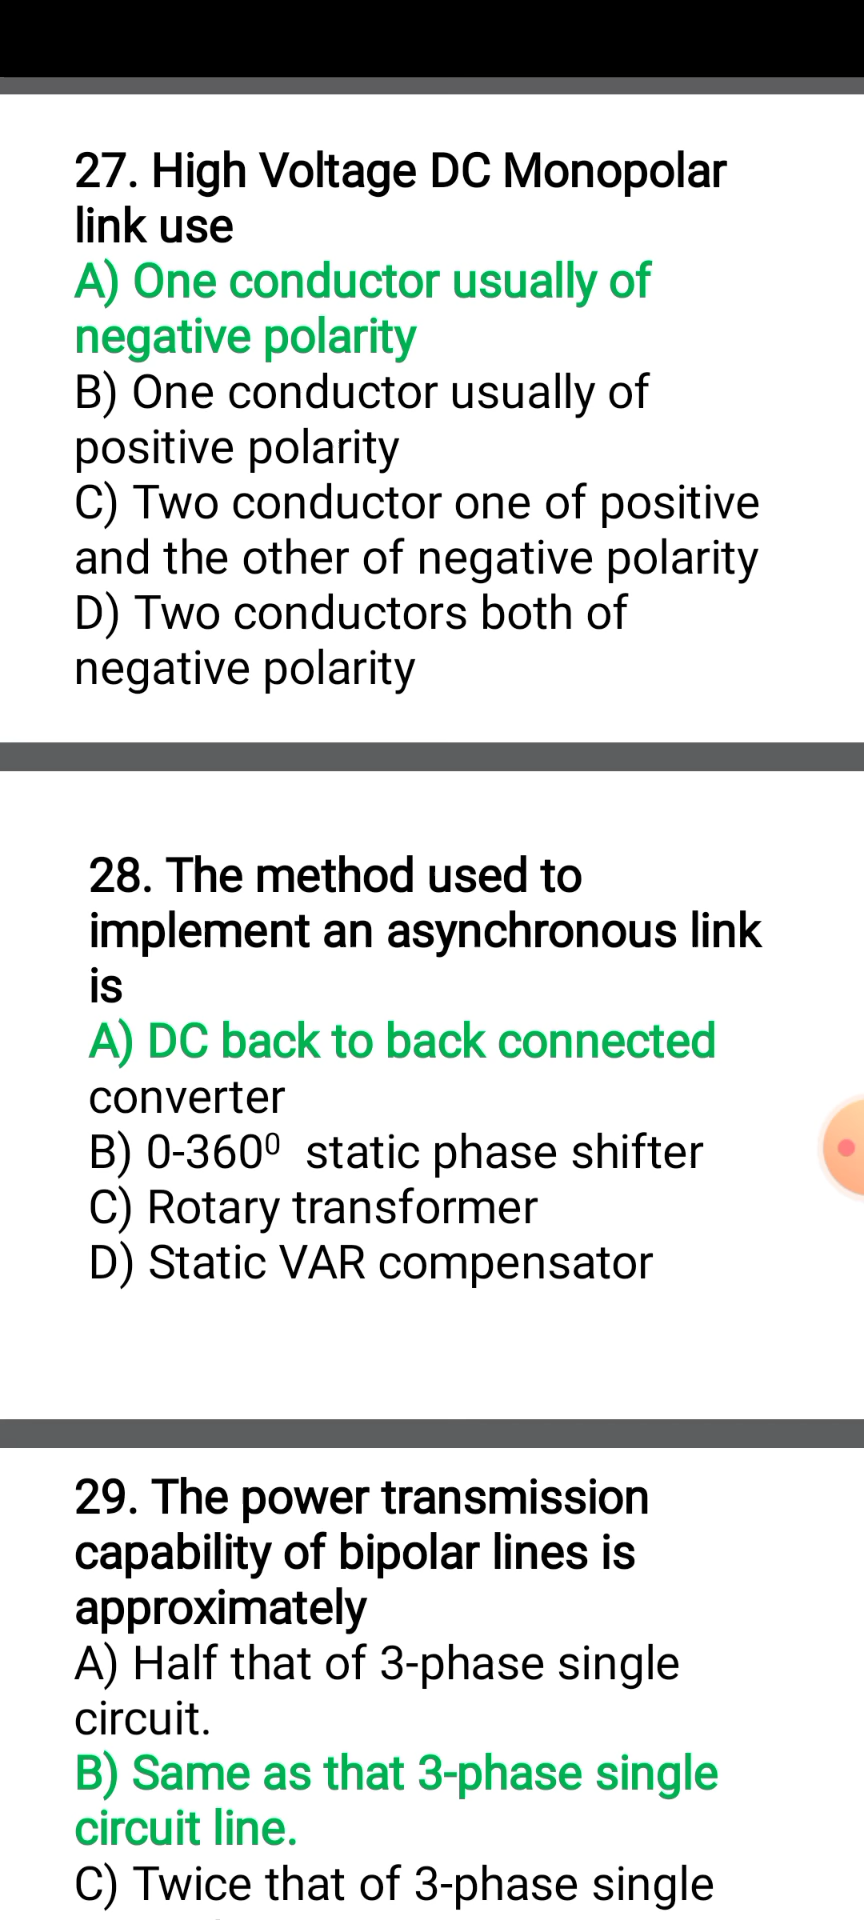 27. High Voltage DC Monopolar
link use
A) One conductor usually of
negative polarity
B) One conductor usually of
positive polarity
C) Two conductor one of positive
and the other of negative polarity
D) Two conductors both of
negative polarity
28. The method used to
implement an asynchronous link
is
A) DC back to back connected
converter
B) 0-360⁰ static phase shifter
C) Rotary transformer
D) Static VAR compensator
29. The power transmission
capability of bipolar lines is
approximately
A) Half that of 3-phase single
circuit.
B) Same as that 3-phase single
circuit line.
C) Twice that of 3-phase single